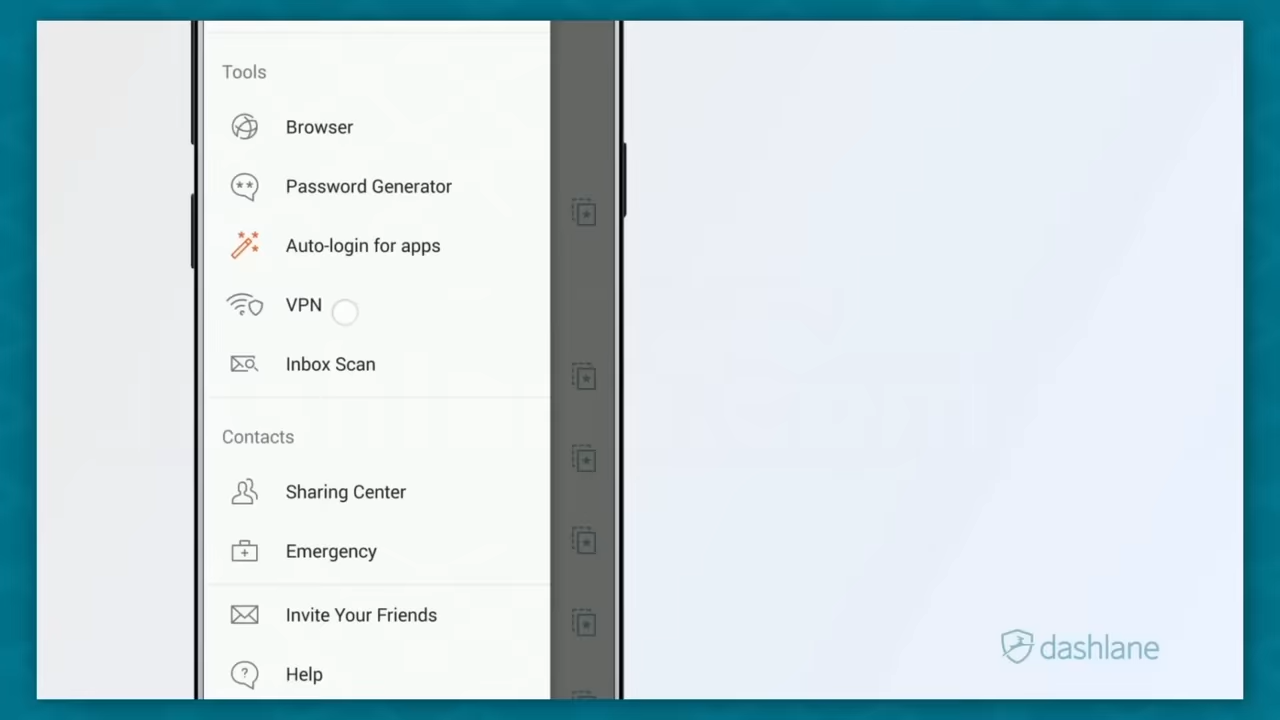 Tools
Browser
Password Generator
Auto-login for apps
VPN
Inbox Scan
Contacts
Sharing Center
Emergency
Invite Your Friends
Help
dashlane